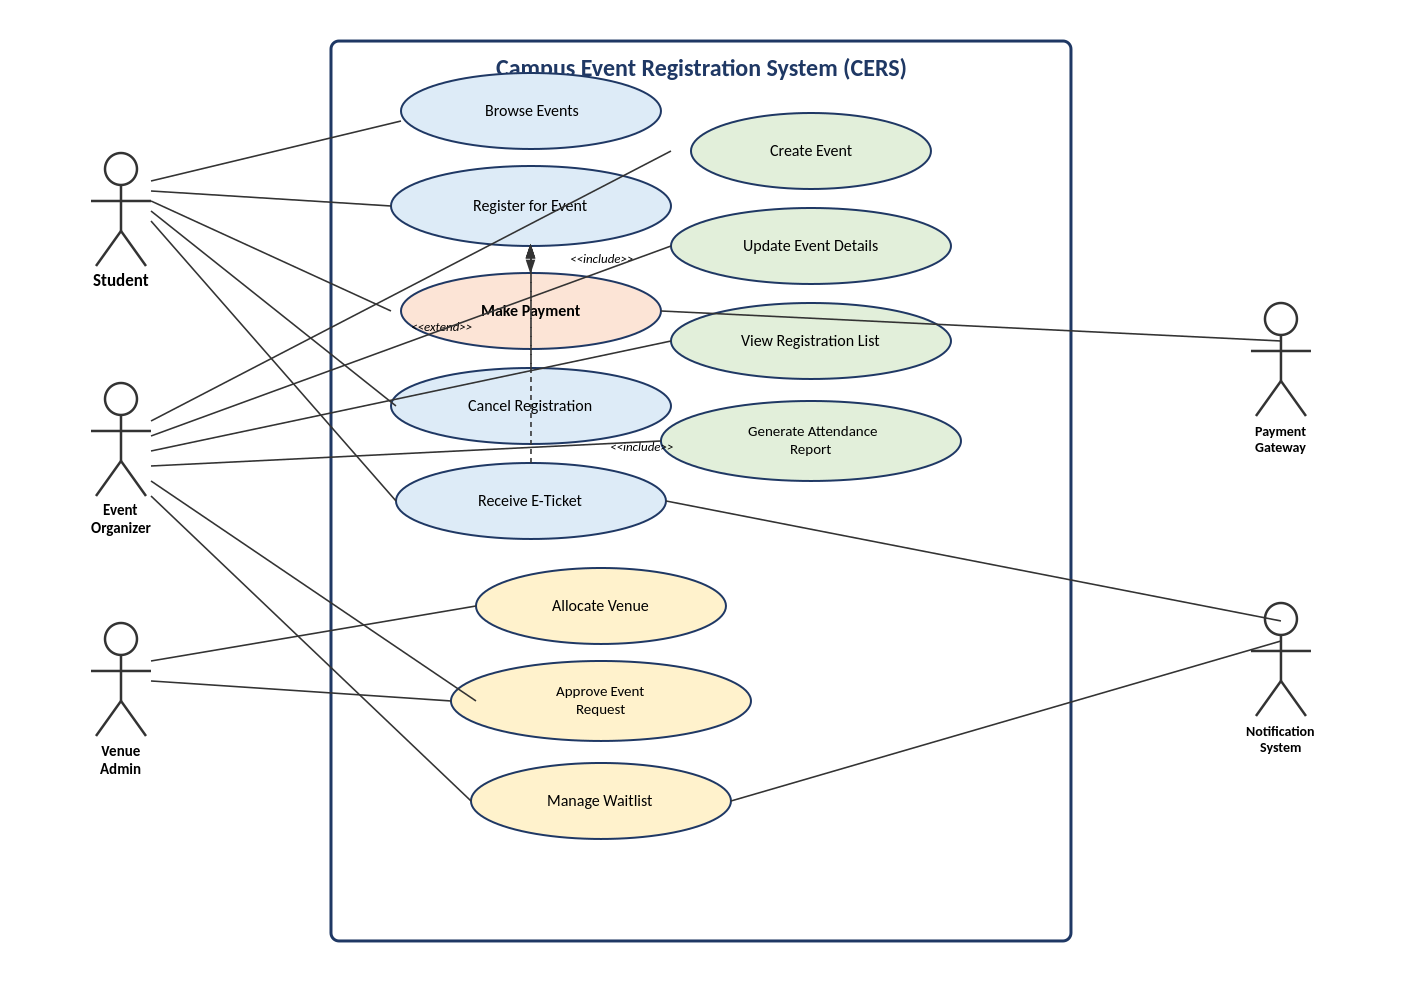 Campus Event Registration System (CERS)
Browse Events
Create Event
Register for Event
Update Event Details
<<include>>
Student
Make Payment
<<extend>>
View Registration List
Cancel Registration
Generate Attendance
Report
<<include>>
Payment
Gateway
Receive E-Ticket
Event
Organizer
Allocate Venue
Approve Event
Request
Venue
Admin
Notification
System
Manage Waitlist